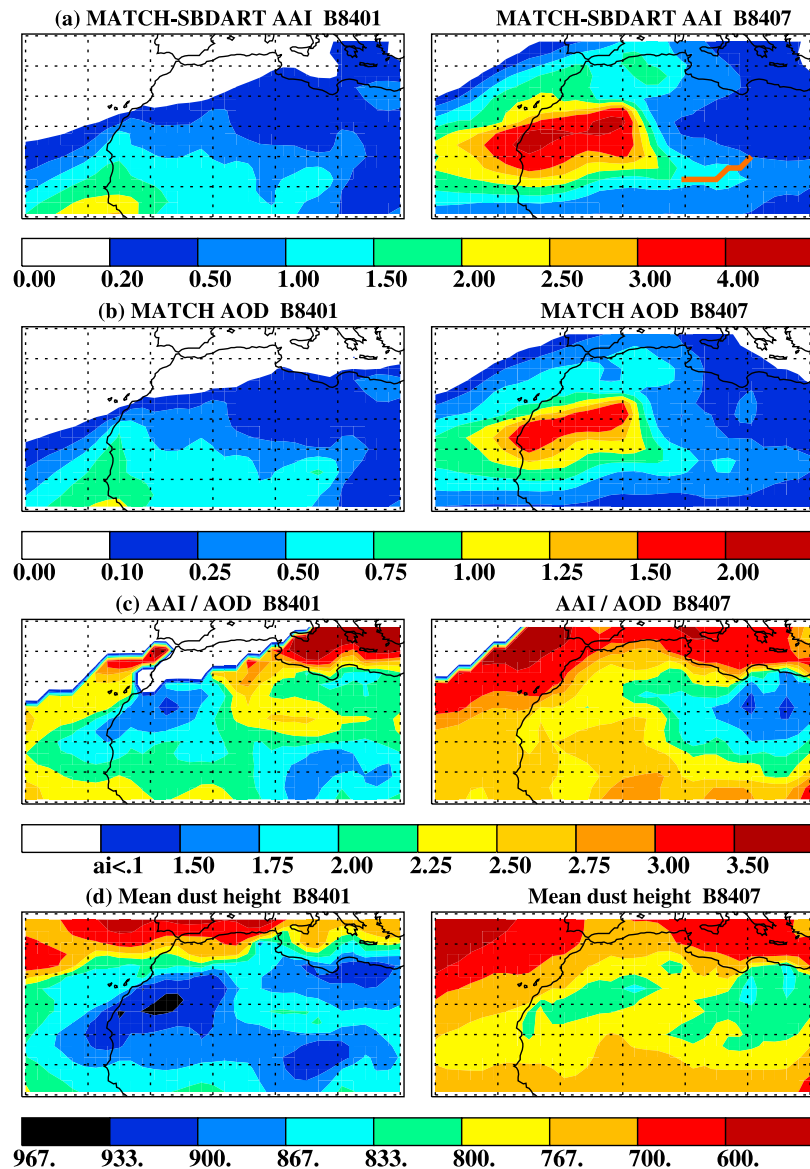 (a) MATCH-SBDART AAI B8401
MATCH-SBDART AAI B8407
0.00 0.20 0.50 1.00 1.50 2.00 2.50 3.00 4.00
(b) MATCH AOD B8401
MATCH AOD B8407
0.00 0.10 0.25 0.50 0.75 1.00 1.25 1.50 2.00
(c) AAI / AOD B8401
AAI / AOD B8407
ai<.1 1.50 1.75 2.00 2.25 2.50 2.75 3.00 3.50
(d) Mean dust height B8401
Mean dust height B8407
967. 933. 900. 867. 833. 800. 767. 700. 600.